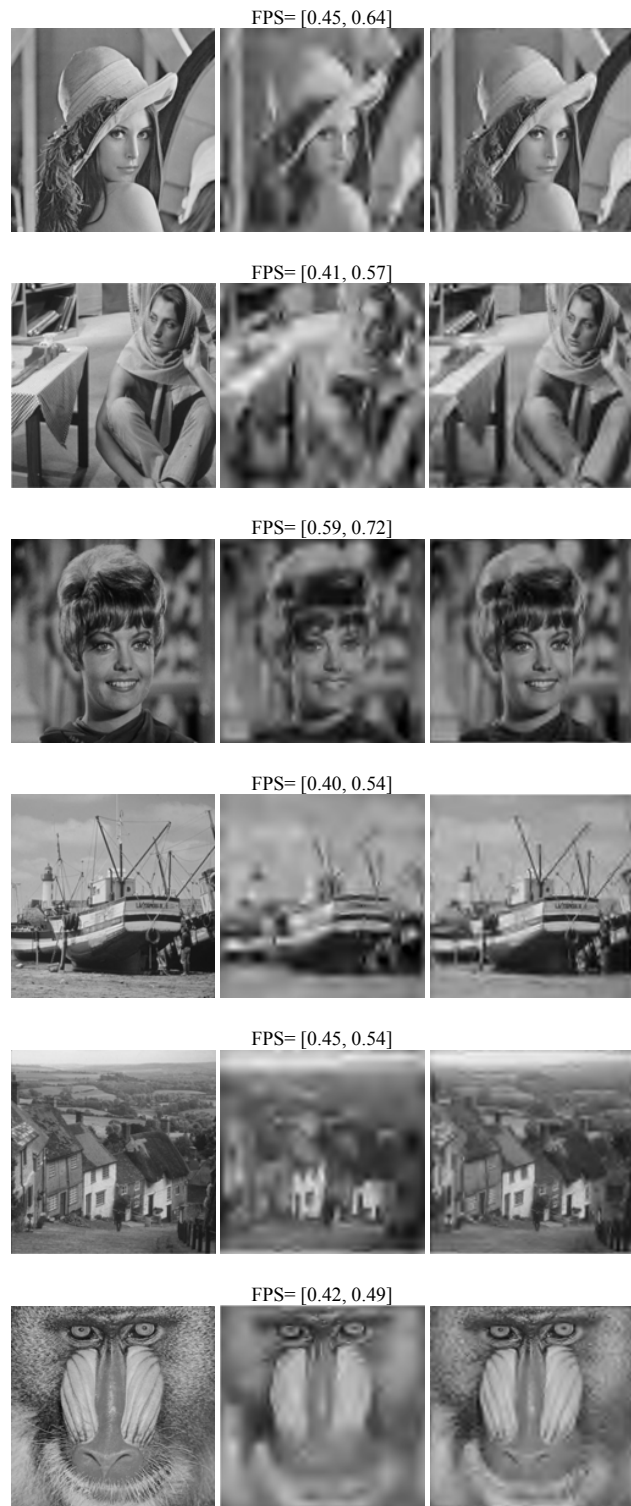 FPS= [0.45, 0.64]
FPS= [0.41, 0.57]
FPS= [0.59, 0.72]
FPS= [0.40, 0.54]
FPS= [0.45, 0.54]
FPS= [0.42, 0.49]